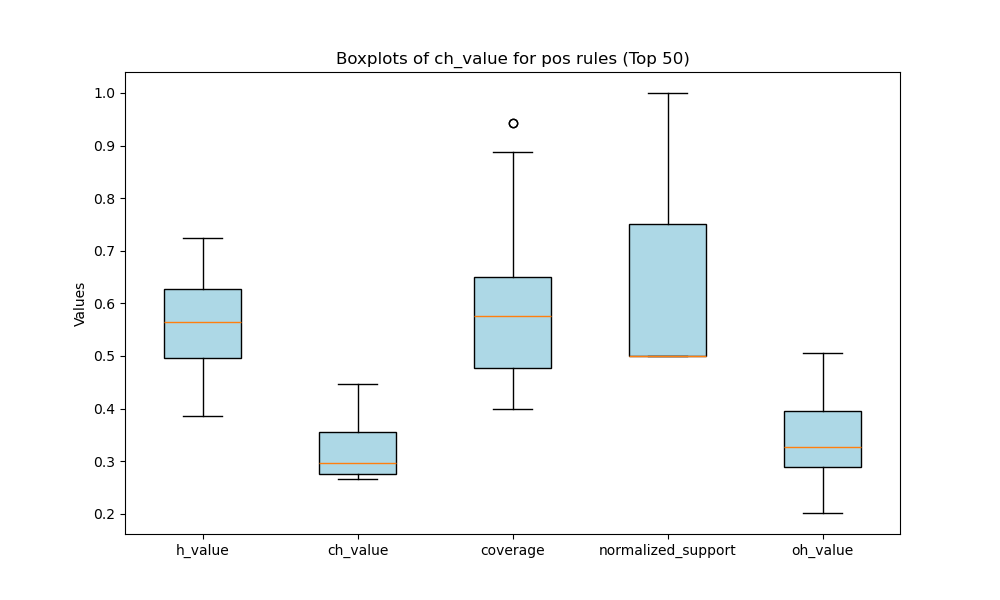 Boxplots of ch_value for pos rules (Top 50)
1.0
0.9
0.8
0.7
0.6
0.5
0.4
0.3
0.2
Values
h_value
ch_value
coverage
normalized_support
oh_value